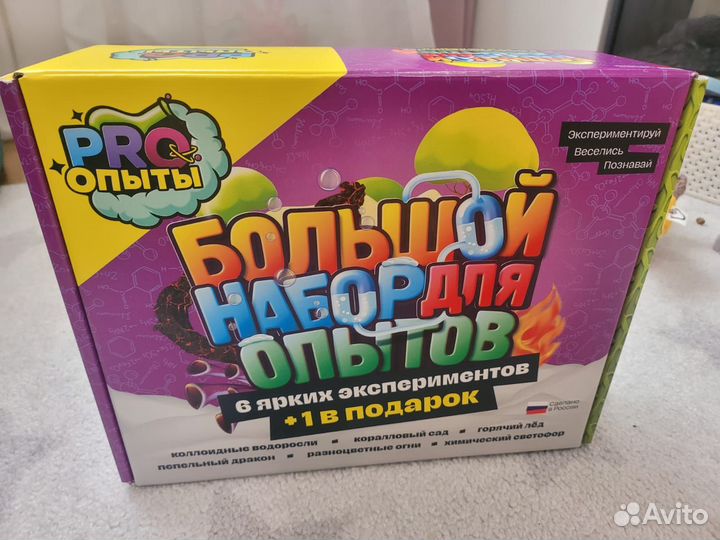 PRO
ОПЫТЫ
Экспериментируй
Веселись
Познавай
БОЛЬШОЙ
НАБОР ДЛЯ
ОПЫТОВ
6 ярких экспериментов
+1 в подарок
Сделано
в России
коллоидные водоросли коралловый сад горячий лёд
пепельный дракон разноцветные огни химический светофор
Avito